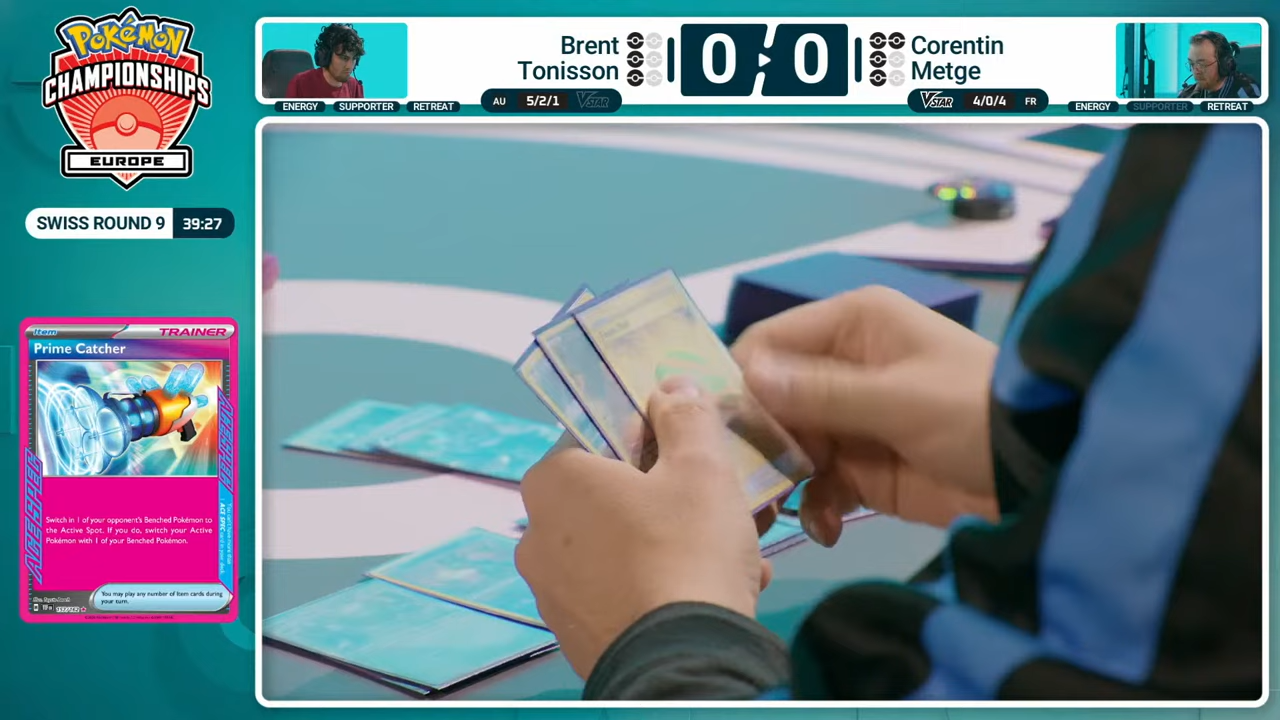 Pokémon
CHAMPIONSHIPS
EUROPE
SWISS ROUND 9 39:27
Brent
Tonisson
0 0
Corentin
Metge
ENERGY SUPPORTER RETREAT
AU 5/2/1 VSTAR
VSTAR 4/0/4 FR
ENERGY SUPPORTER RETREAT
Item TRAINER
Prime Catcher
ACE SPEC
Switch in 1 of your opponent's Benched Pokémon to
the Active Spot. If you do, switch your Active
Pokémon with 1 of your Benched Pokémon.
You may play any number of Item cards during
your turn.